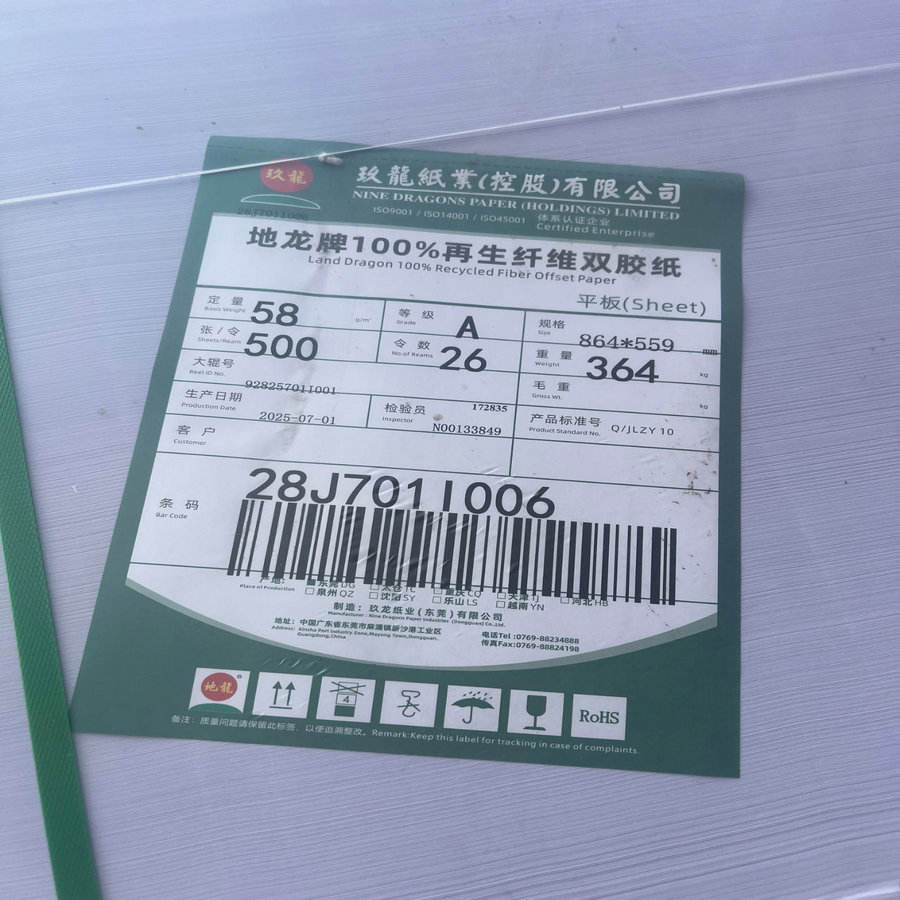 玖龍
玖龍紙業(控股)有限公司
NINE DRAGONS PAPER (HOLDINGS) LIMITED
ISO9001 / ISO14001 / ISO45001 体系认证企业
Certified Enterprise
28J701I006
地龙牌100%再生纤维双胶纸
Land Dragon 100% Recycled Fiber Offset Paper
平板(Sheet)
定量 Basis Weight 58 g/m²
等级 Grade A
规格 Size 864*559 mm
张/令 Sheets/Ream 500
令数 No.of Reams 26
重量 Weight 364 kg
大辊号 Reel ID No. 92825701I001
毛重 Gross Wt. kg
生产日期 Production Date 2025-07-01
检验员 Inspector 172835 N00133849
产品标准号 Product Standard No. Q/JLZY 10
客户 Customer
条码 Bar Code
28J701I006
产地: Place of Production 东莞DG 太仓TC 重庆CQ 天津TJ 河北HB
泉州QZ 沈阳SY 乐山LS 越南YN
制造：玖龙纸业(东莞)有限公司
Manufacturer: Nine Dragons Paper Industries (Dongguan) Co.,Ltd.
地址：中国广东省东莞市麻涌镇新沙港工业区
Address: Xinsha Port Industry Zone, Mayong Town, Dongguan, Guangdong, China
电话Tel :0769-88234888
传真Fax:0769-88824198
地龍®
4
RoHS
备注：质量问题请保留此标签，以便追溯整改。Remark:Keep this label for tracking in case of complaints.